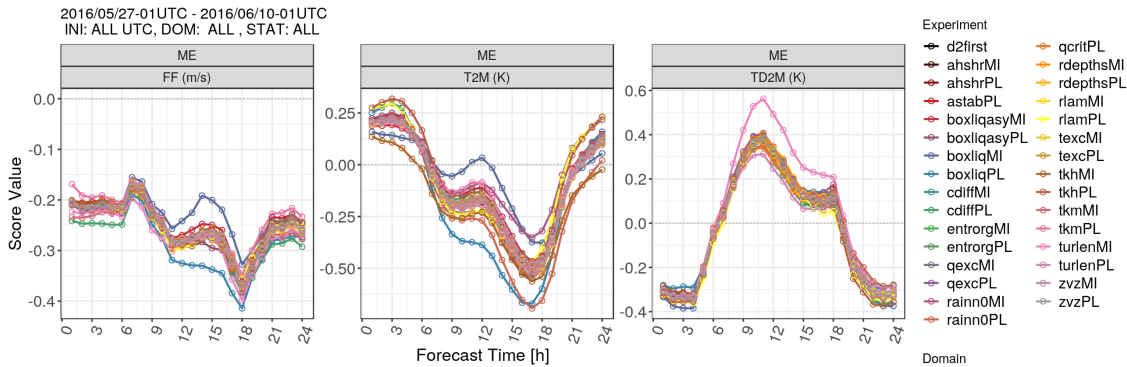 2016/05/27-01UTC - 2016/06/10-01UTC
INI: ALL UTC, DOM:  ALL , STAT: ALL
ME
ME
ME
FF (m/s)
T2M (K)
TD2M (K)
Score Value
0.0
-0.1
-0.2
-0.3
-0.4
0.25
0.00
-0.25
-0.50
0.6
0.4
0.2
0.0
-0.2
-0.4
0 3 6 9 12 15 18 21 24
0 3 6 9 12 15 18 21 24
0 3 6 9 12 15 18 21 24
Forecast Time [h]
Experiment
d2first
ahshrMI
ahshrPL
astabPL
boxliqasyMI
boxliqasyPL
boxliqMI
boxliqPL
cdiffMI
cdiffPL
entrorgMI
entrorgPL
qexcMI
qexcPL
rainn0MI
rainn0PL
qcritPL
rdepthsMI
rdepthsPL
rlamMI
rlamPL
texcMI
texcPL
tkhMI
tkhPL
tkmMI
tkmPL
turlenMI
turlenPL
zvzMI
zvzPL
Domain